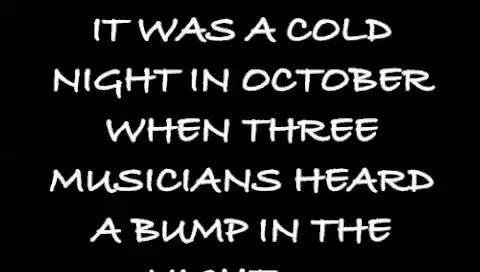 IT WAS A COLD
NIGHT IN OCTOBER
WHEN THREE
MUSICIANS HEARD
A BUMP IN THE